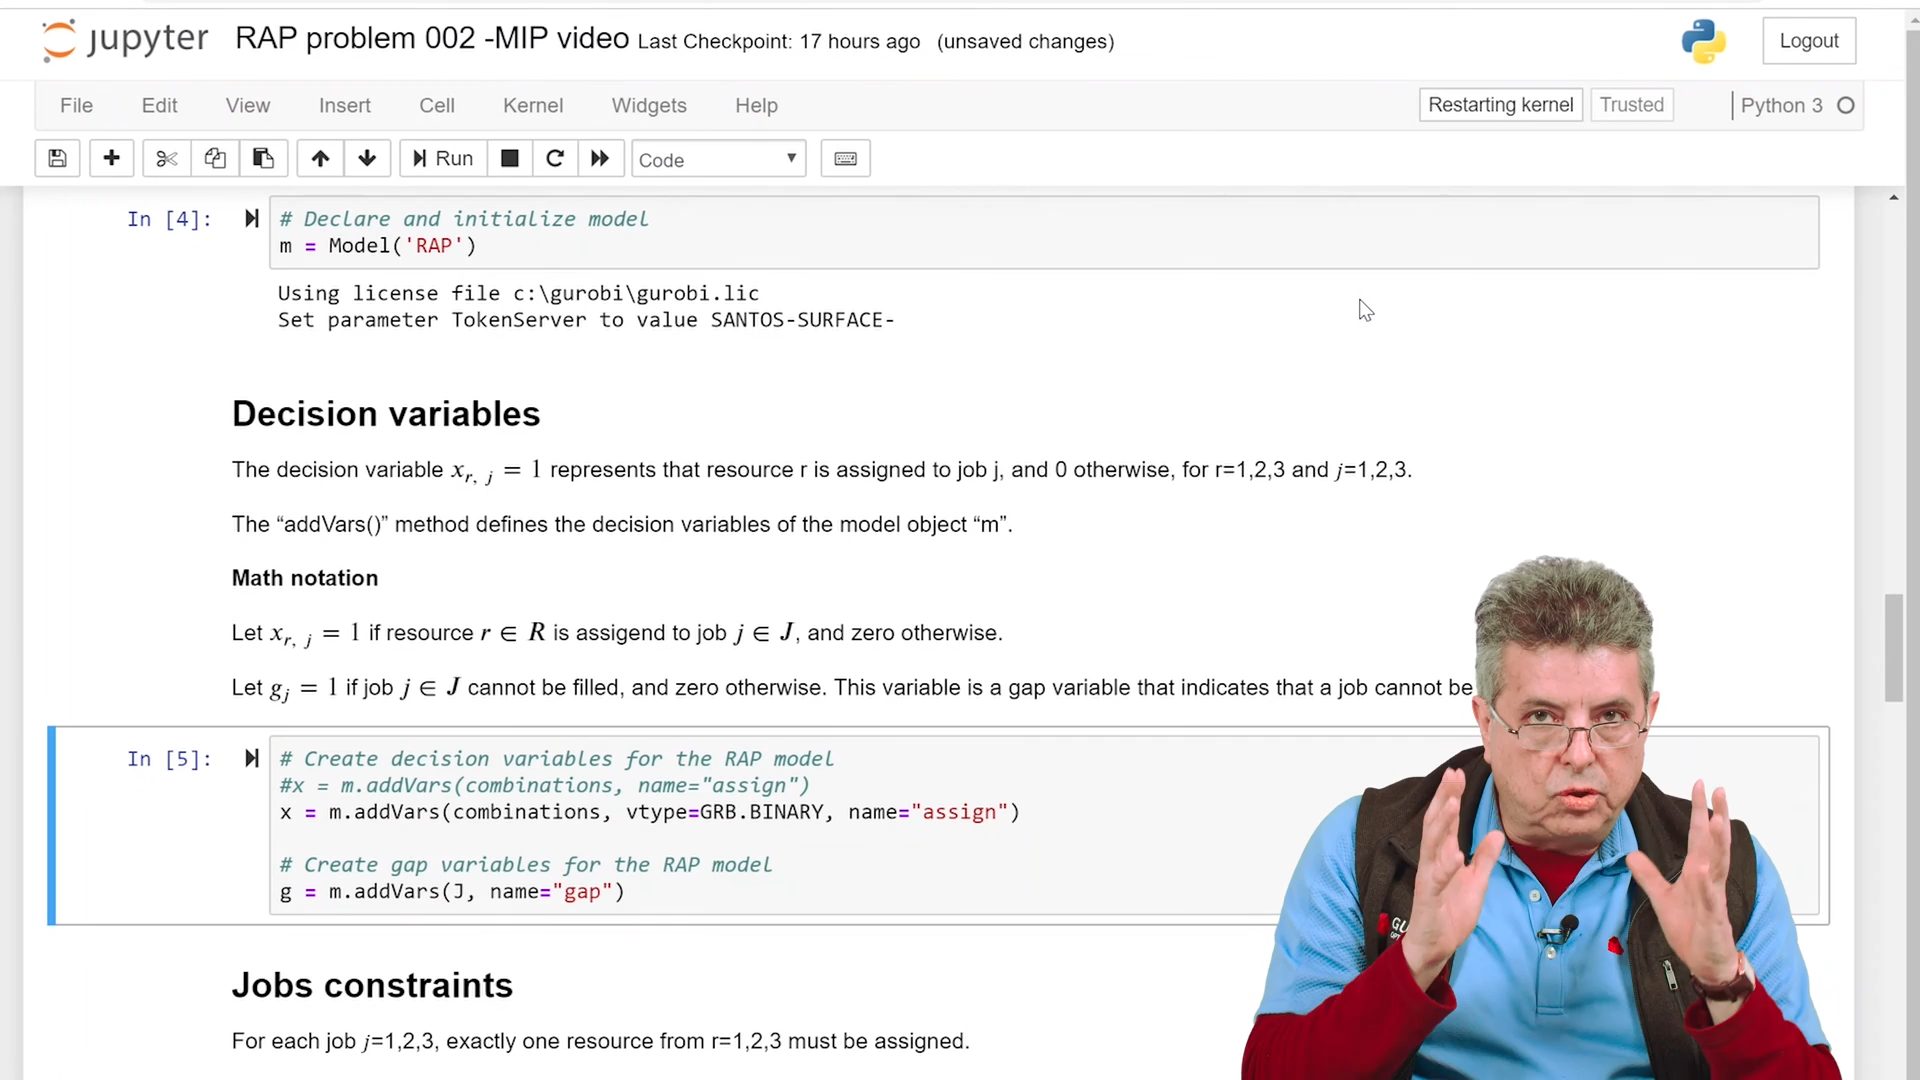 jupyter RAP problem 002 -MIP video Last Checkpoint: 17 hours ago (unsaved changes) Logout
File Edit View Insert Cell Kernel Widgets Help Restarting kernel Trusted Python 3
Run Code
In [4]: # Declare and initialize model
m = Model('RAP')
Using license file c:\gurobi\gurobi.lic
Set parameter TokenServer to value SANTOS-SURFACE-
Decision variables
The decision variable x_{r, j} = 1 represents that resource r is assigned to job j, and 0 otherwise, for r=1,2,3 and j=1,2,3.
The “addVars()” method defines the decision variables of the model object “m”.
Math notation
Let x_{r, j} = 1 if resource r ∈ R is assigend to job j ∈ J, and zero otherwise.
Let g_j = 1 if job j ∈ J cannot be filled, and zero otherwise. This variable is a gap variable that indicates that a job cannot be
In [5]: # Create decision variables for the RAP model
#x = m.addVars(combinations, name="assign")
x = m.addVars(combinations, vtype=GRB.BINARY, name="assign")
# Create gap variables for the RAP model
g = m.addVars(J, name="gap")
Jobs constraints
For each job j=1,2,3, exactly one resource from r=1,2,3 must be assigned.